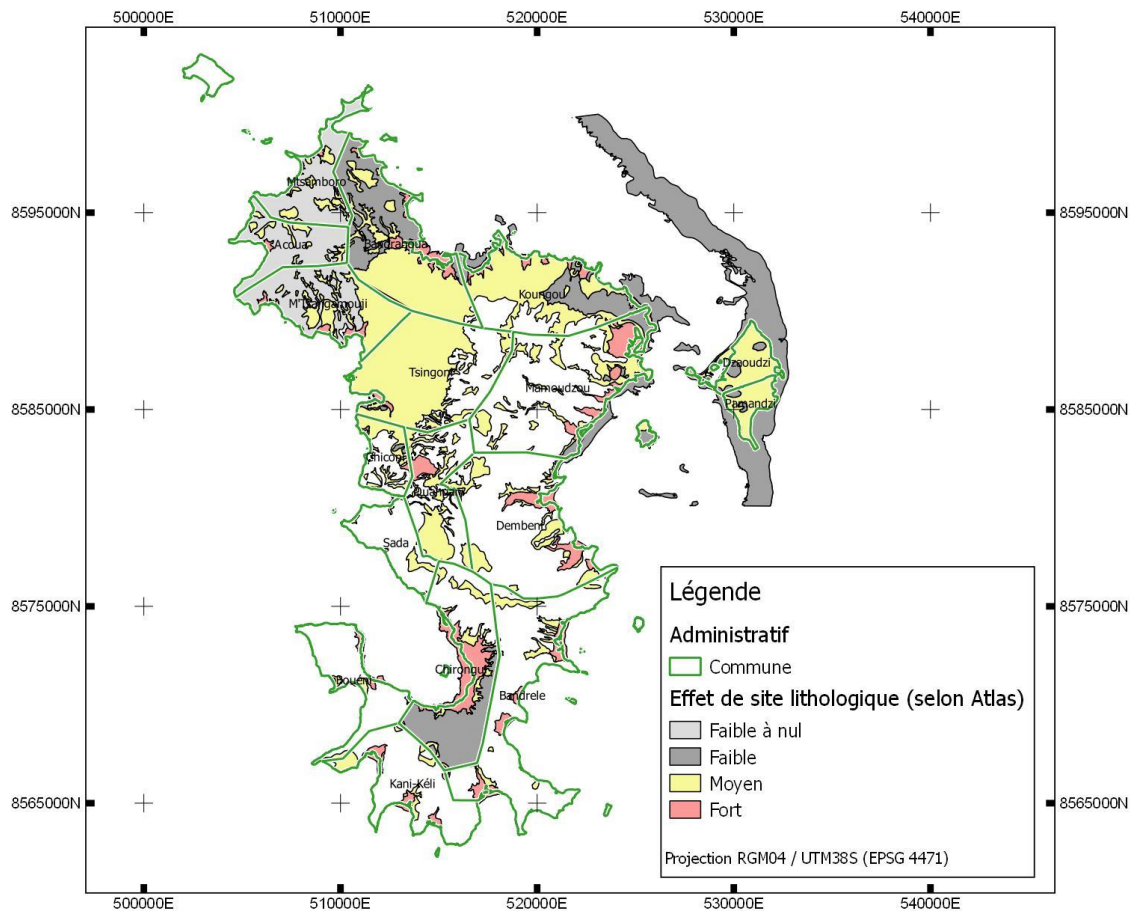 500000E 510000E 520000E 530000E 540000E
8595000N 8595000N
Mtsamboro
Acoua
Bandraboua
M'Tsangamouji
Koungou
Dzaoudzi
Tsingoni
Mamoudzou
Pamandzi
8585000N 8585000N
Chiconi
Ouangani
Dembeni
Sada
8575000N 8575000N
Chirongui
Bouéni
Bandrele
Kani-Kéli
8565000N 8565000N
Légende
Administratif
Commune
Effet de site lithologique (selon Atlas)
Faible à nul
Faible
Moyen
Fort
Projection RGM04 / UTM38S (EPSG 4471)
500000E 510000E 520000E 530000E 540000E